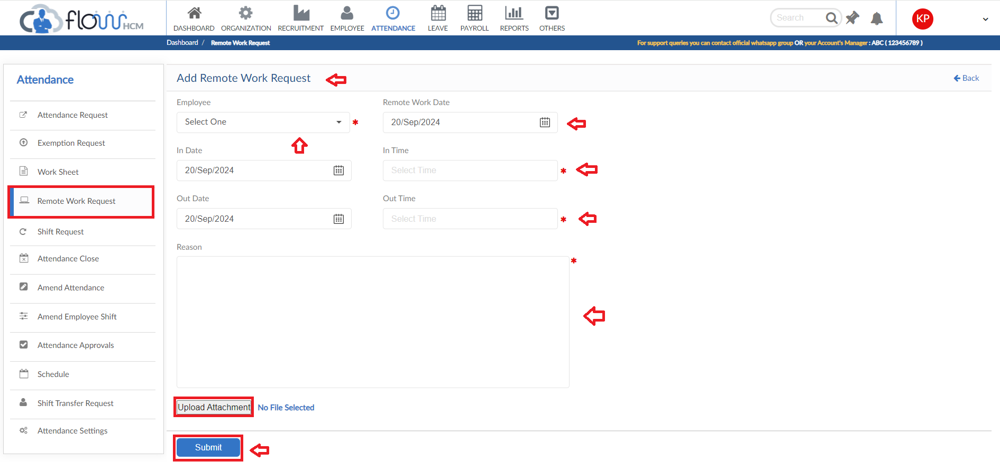 flowHCM
DASHBOARD ORGANIZATION RECRUITMENT EMPLOYEE ATTENDANCE LEAVE PAYROLL REPORTS OTHERS
Search
KP
Dashboard / Remote Work Request
For support queries you can contact official whatsapp group OR your Account's Manager : ABC ( 123456789 )
Attendance
Attendance Request
Exemption Request
Work Sheet
Remote Work Request
Shift Request
Attendance Close
Amend Attendance
Amend Employee Shift
Attendance Approvals
Schedule
Shift Transfer Request
Attendance Settings
Add Remote Work Request
Back
Employee
Select One
*
Remote Work Date
20/Sep/2024
In Date
20/Sep/2024
In Time
Select Time
*
Out Date
20/Sep/2024
Out Time
Select Time
*
Reason
*
Upload Attachment No File Selected
Submit